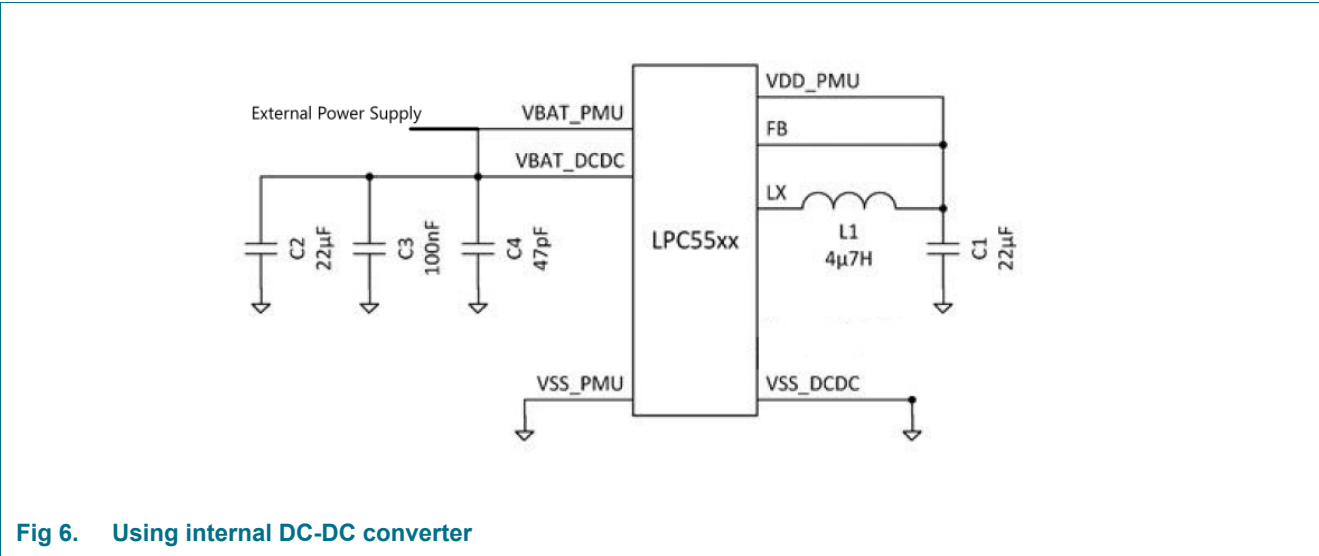 External Power Supply
VBAT_PMU
VBAT_DCDC
VDD_PMU
FB
LX
L1
4µ7H
LPC55xx
C2
22µF
C3
100nF
C4
47pF
C1
22µF
VSS_PMU
VSS_DCDC
Fig 6. Using internal DC-DC converter